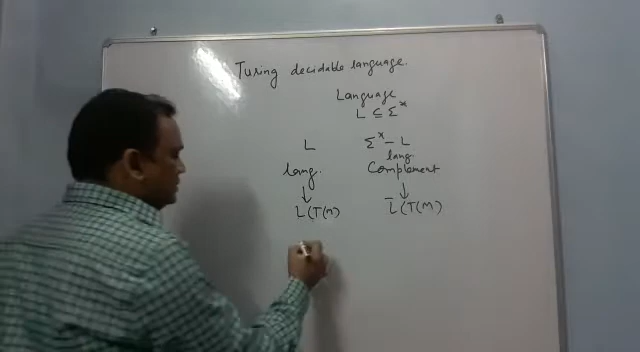 Turing decidable language.
Language
L ⊆ Σ*
L Σ* - L
lang.
lang. Complement
↓ ↓
L(T(M) L̅(T(M)